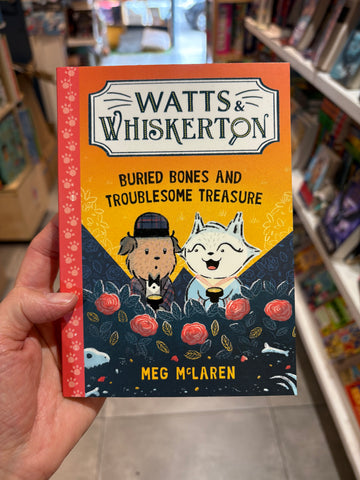 WATTS &
WHISKERTON
BURIED BONES AND
TROUBLESOME TREASURE
MEG McLAREN